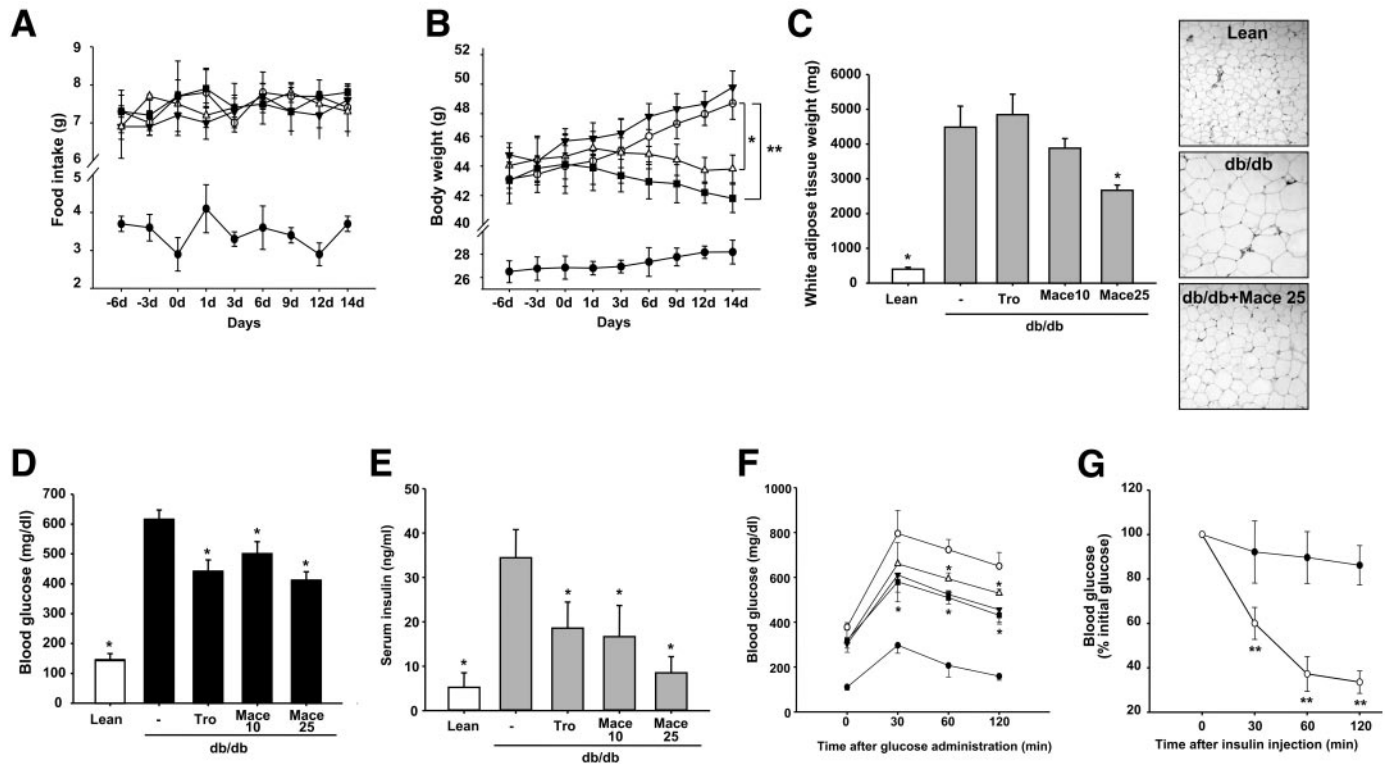 A
Food intake (g)
9
8
7
6
5
4
3
2
-6d -3d 0d 1d 3d 6d 9d 12d 14d
Days
B
Body weight (g)
52
50
48
46
44
42
40
28
26
*
**
-6d -3d 0d 1d 3d 6d 9d 12d 14d
Days
C
White adipose tissue weight (mg)
6000
5000
4000
3000
2000
1000
0
*
*
Lean - Tro Mace10 Mace25
db/db
Lean
db/db
db/db+Mace 25
D
Blood glucose (mg/dl)
700
600
500
400
300
200
100
0
* * * *
Lean - Tro Mace 10 Mace 25
db/db
E
Serum insulin (ng/ml)
50
40
30
20
10
0
* * * *
Lean - Tro Mace 10 Mace 25
db/db
F
Blood glucose (mg/dl)
1000
800
600
400
200
0
* *
* * *
0 30 60 120
Time after glucose administration (min)
G
Blood glucose
(% initial glucose)
120
100
80
60
40
20
** ** **
0 30 60 120
Time after insulin injection (min)